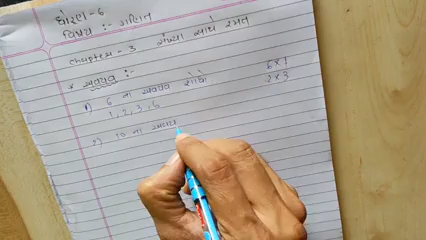 ધોરણ - 6
વિષય :- ગણિત
Chapter - 3 સંખ્યા સાથે રમત
* અવયવ :-
1) 6 ના અવયવ શોધો 6 × 1
1, 2, 3, 6 2 × 3
2) 10 ના અવયવ